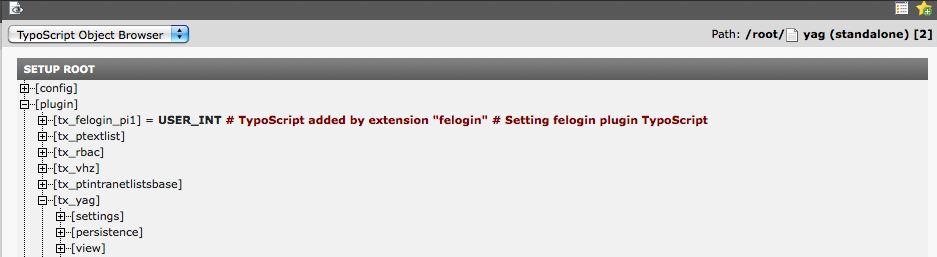 TypoScript Object Browser
Path: /root/ yag (standalone) [2]
SETUP ROOT
[config]
[plugin]
[tx_felogin_pi1] = USER_INT # TypoScript added by extension "felogin" # Setting felogin plugin TypoScript
[tx_ptextlist]
[tx_rbac]
[tx_vhz]
[tx_ptintranetlistsbase]
[tx_yag]
[settings]
[persistence]
[view]